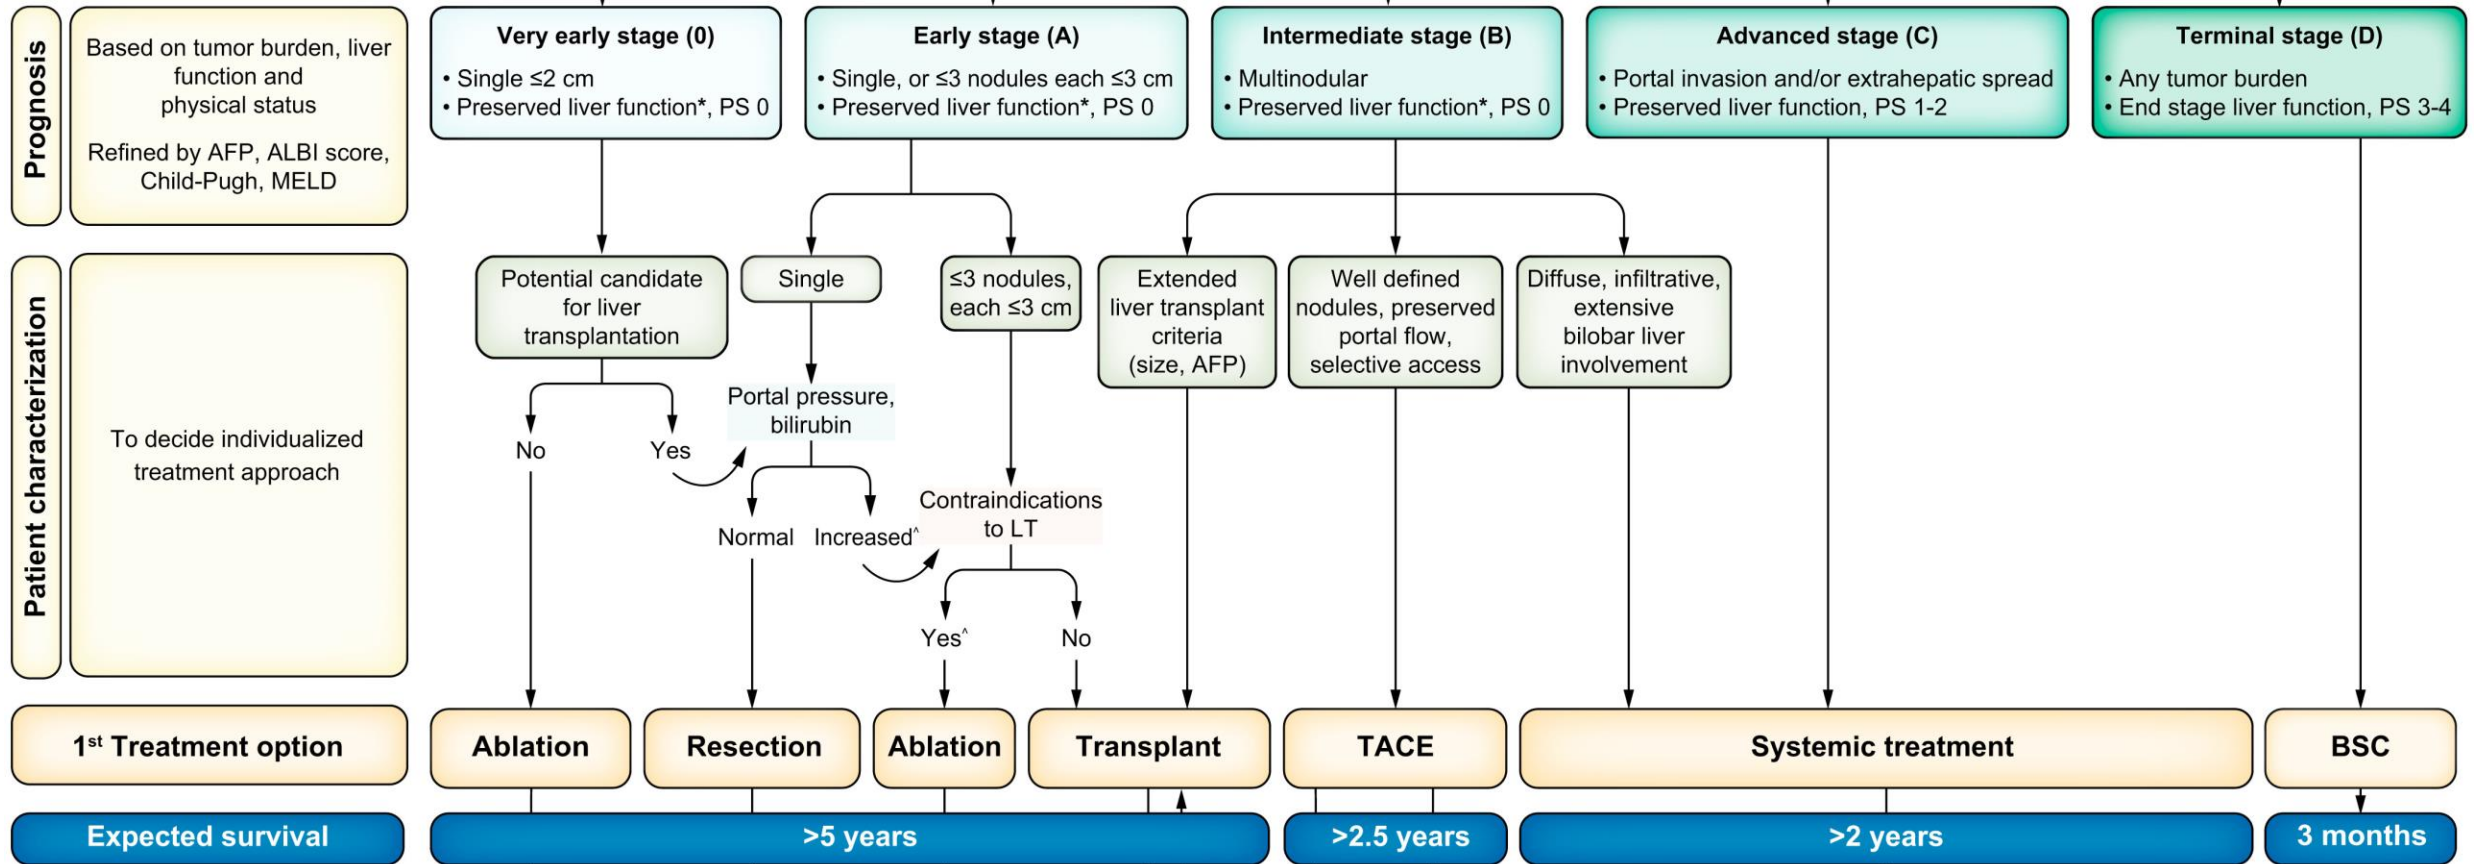 Prognosis
Based on tumor burden, liver
function and
physical status
Refined by AFP, ALBI score,
Child-Pugh, MELD
Very early stage (0)
• Single ≤2 cm
• Preserved liver function*, PS 0
Early stage (A)
• Single, or ≤3 nodules each ≤3 cm
• Preserved liver function*, PS 0
Intermediate stage (B)
• Multinodular
• Preserved liver function*, PS 0
Advanced stage (C)
• Portal invasion and/or extrahepatic spread
• Preserved liver function, PS 1-2
Terminal stage (D)
• Any tumor burden
• End stage liver function, PS 3-4
Patient characterization
To decide individualized
treatment approach
Potential candidate
for liver
transplantation
No
Yes
Single
Portal pressure,
bilirubin
Normal
Increased^
≤3 nodules,
each ≤3 cm
Contraindications
to LT
Yes^
No
Extended
liver transplant
criteria
(size, AFP)
Well defined
nodules, preserved
portal flow,
selective access
Diffuse, infiltrative,
extensive
bilobar liver
involvement
1st Treatment option
Ablation
Resection
Ablation
Transplant
TACE
Systemic treatment
BSC
Expected survival
>5 years
>2.5 years
>2 years
3 months